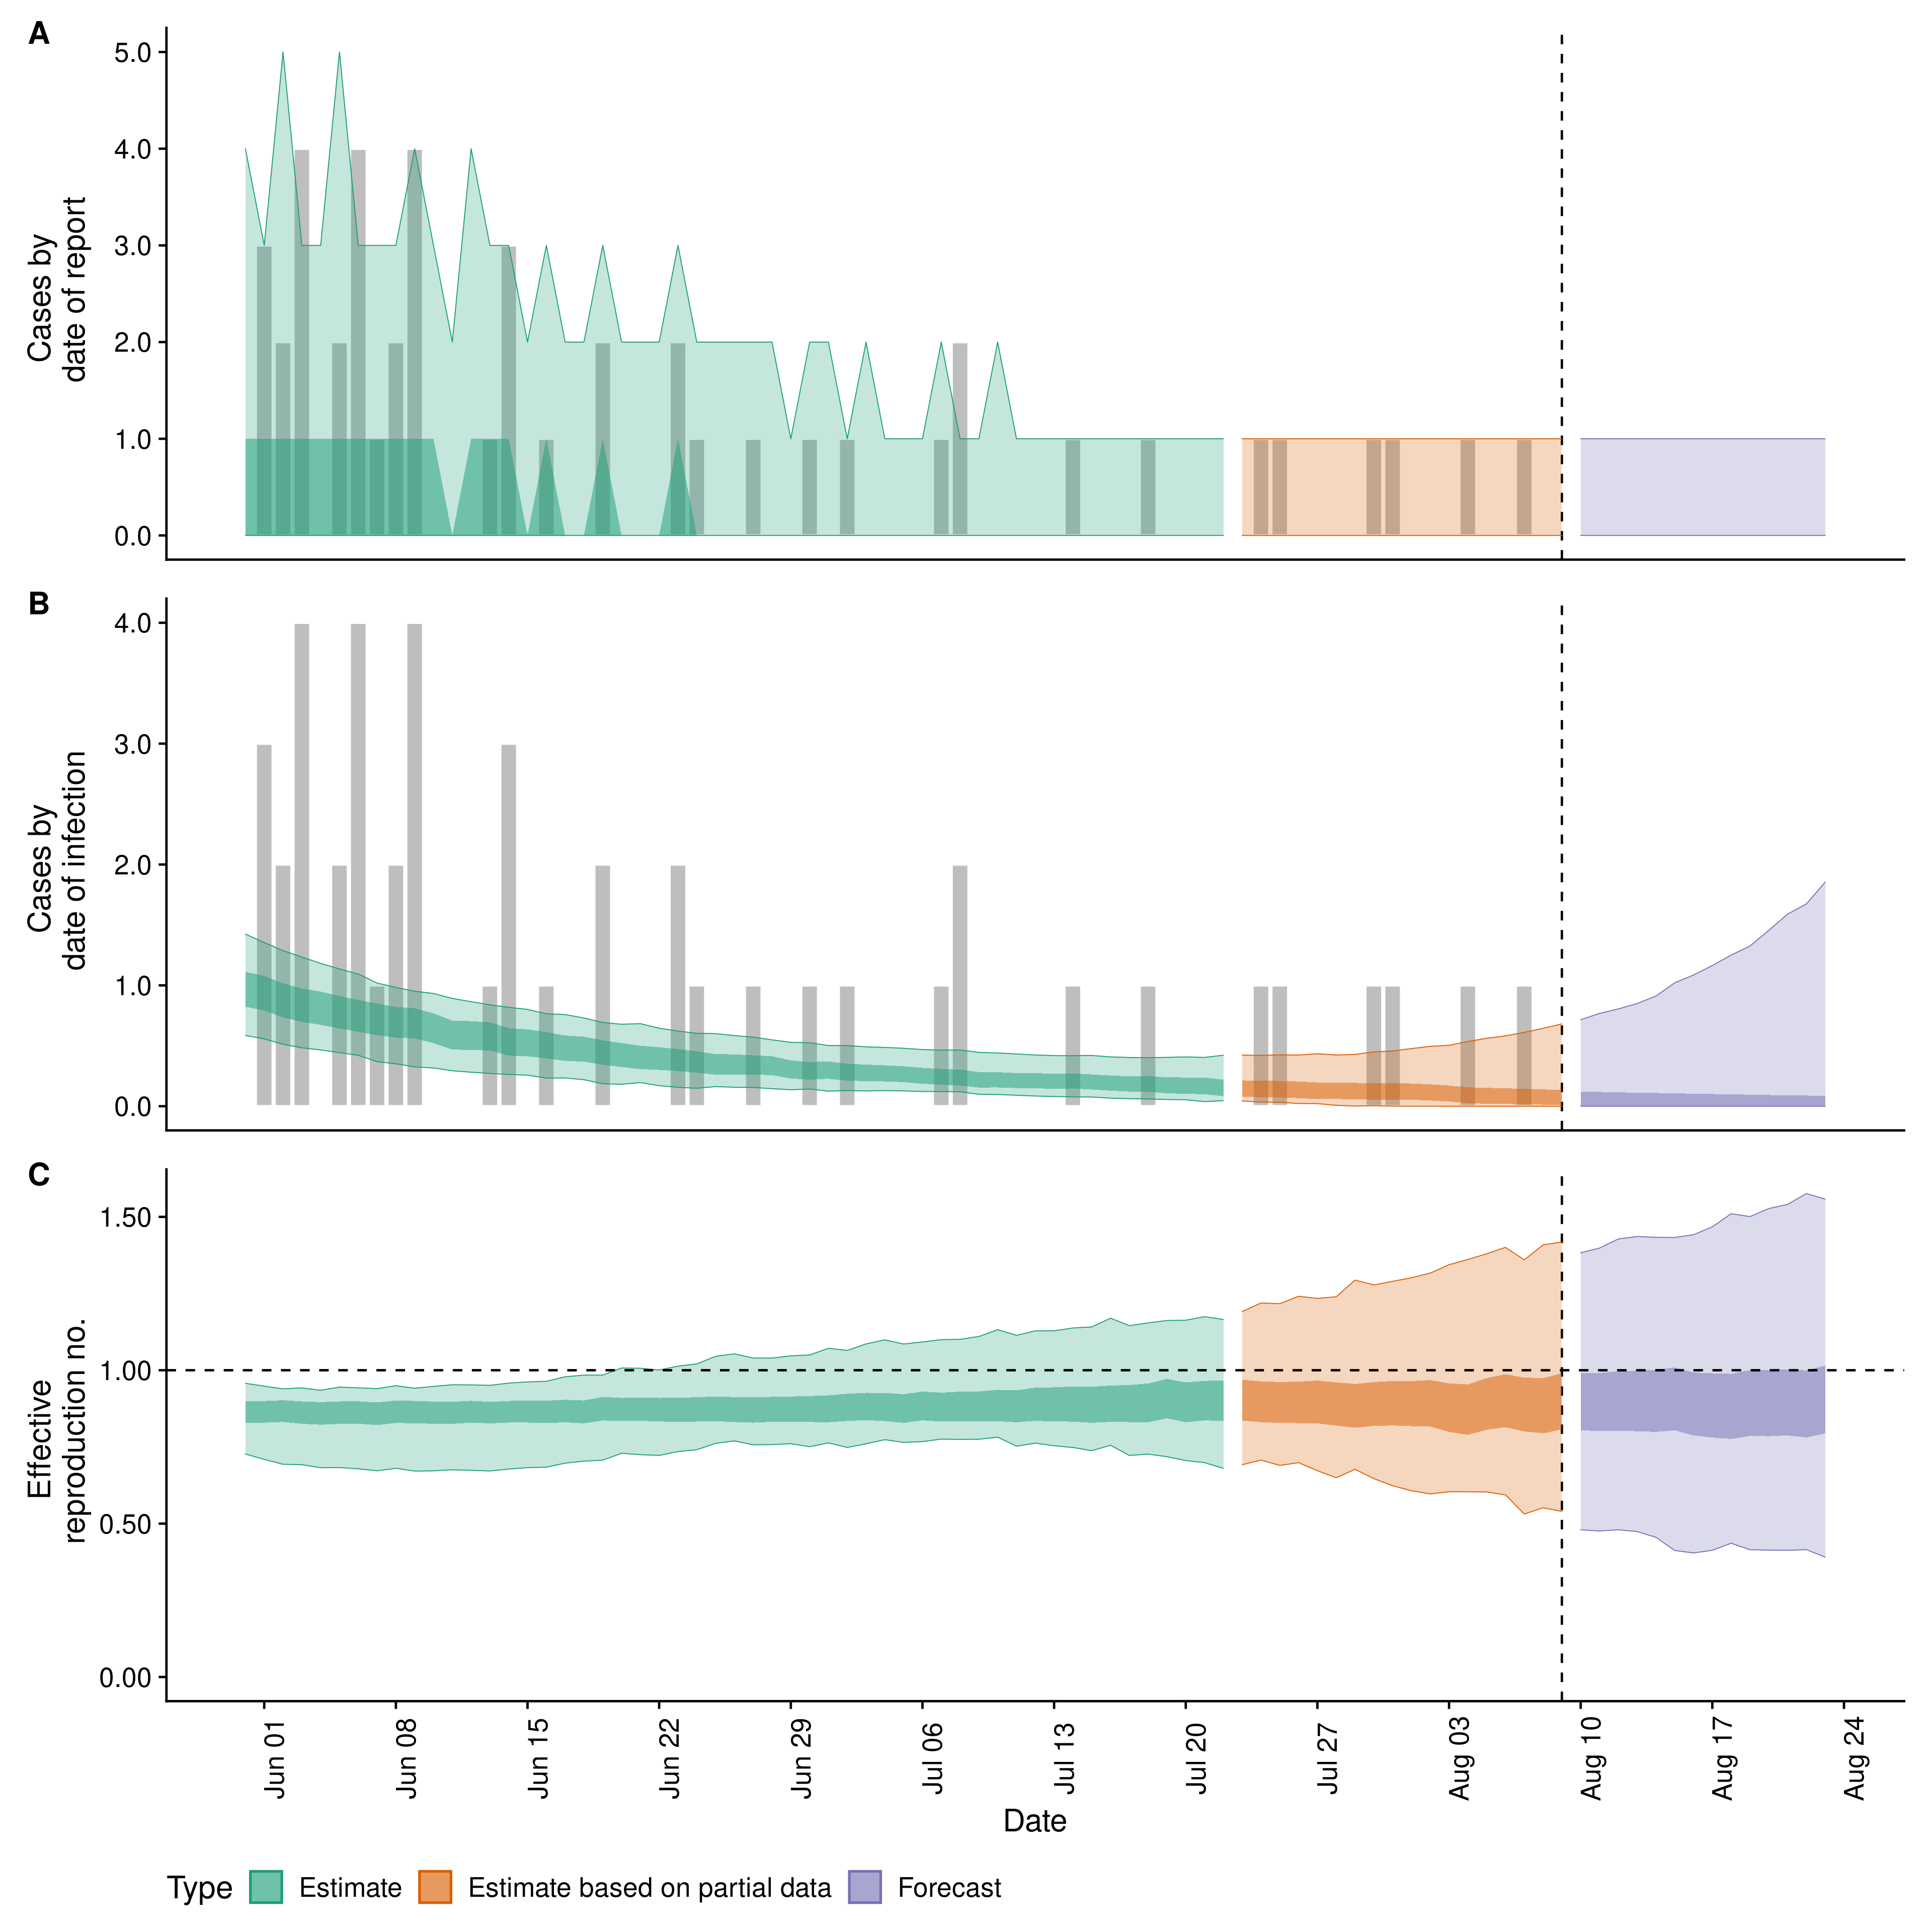 A
Cases by
date of report
5.0
4.0
3.0
2.0
1.0
0.0
B
Cases by
date of infection
4.0
3.0
2.0
1.0
0.0
C
Effective
reproduction no.
1.50
1.00
0.50
0.00
Jun 01
Jun 08
Jun 15
Jun 22
Jun 29
Jul 06
Jul 13
Jul 20
Jul 27
Aug 03
Aug 10
Aug 17
Aug 24
Date
Type Estimate Estimate based on partial data Forecast